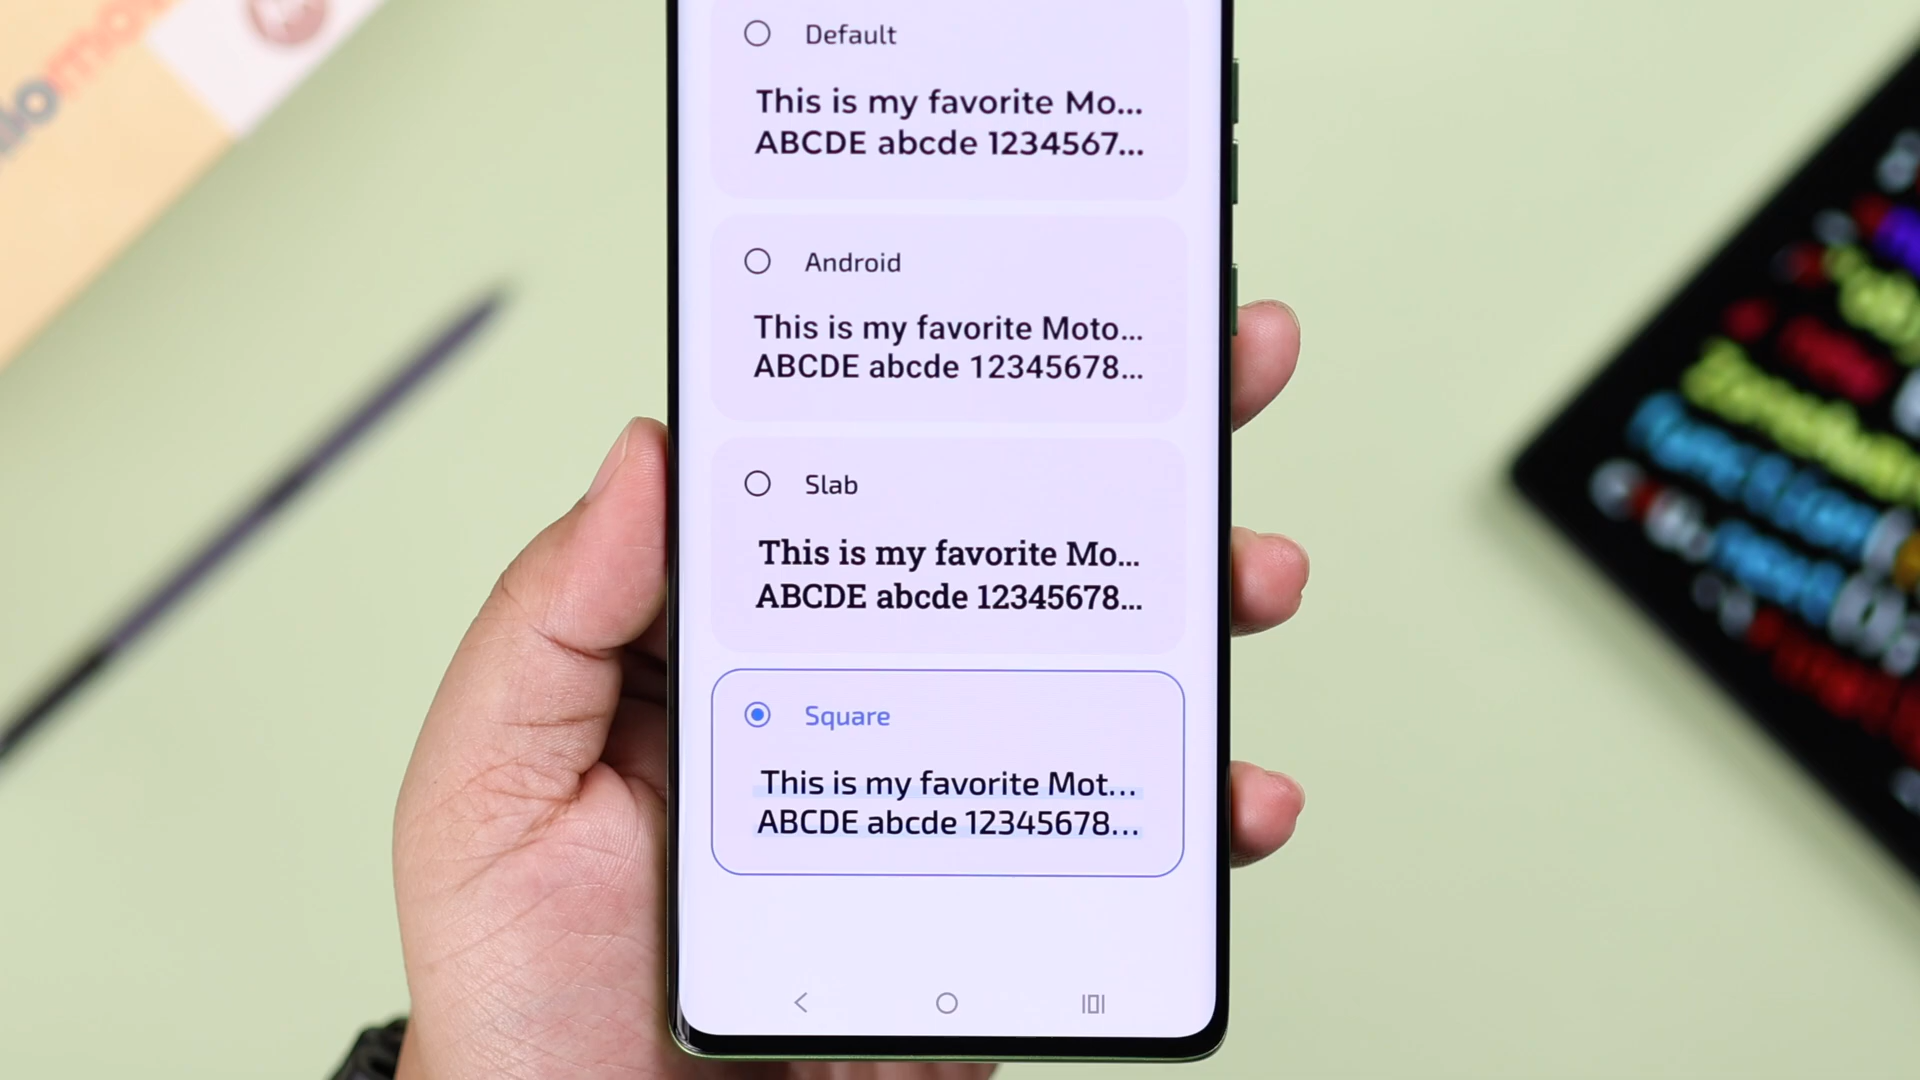 Default
This is my favorite Mo...
ABCDE abcde 1234567...
Android
This is my favorite Moto...
ABCDE abcde 12345678...
Slab
This is my favorite Mo...
ABCDE abcde 12345678...
Square
This is my favorite Mot...
ABCDE abcde 12345678...